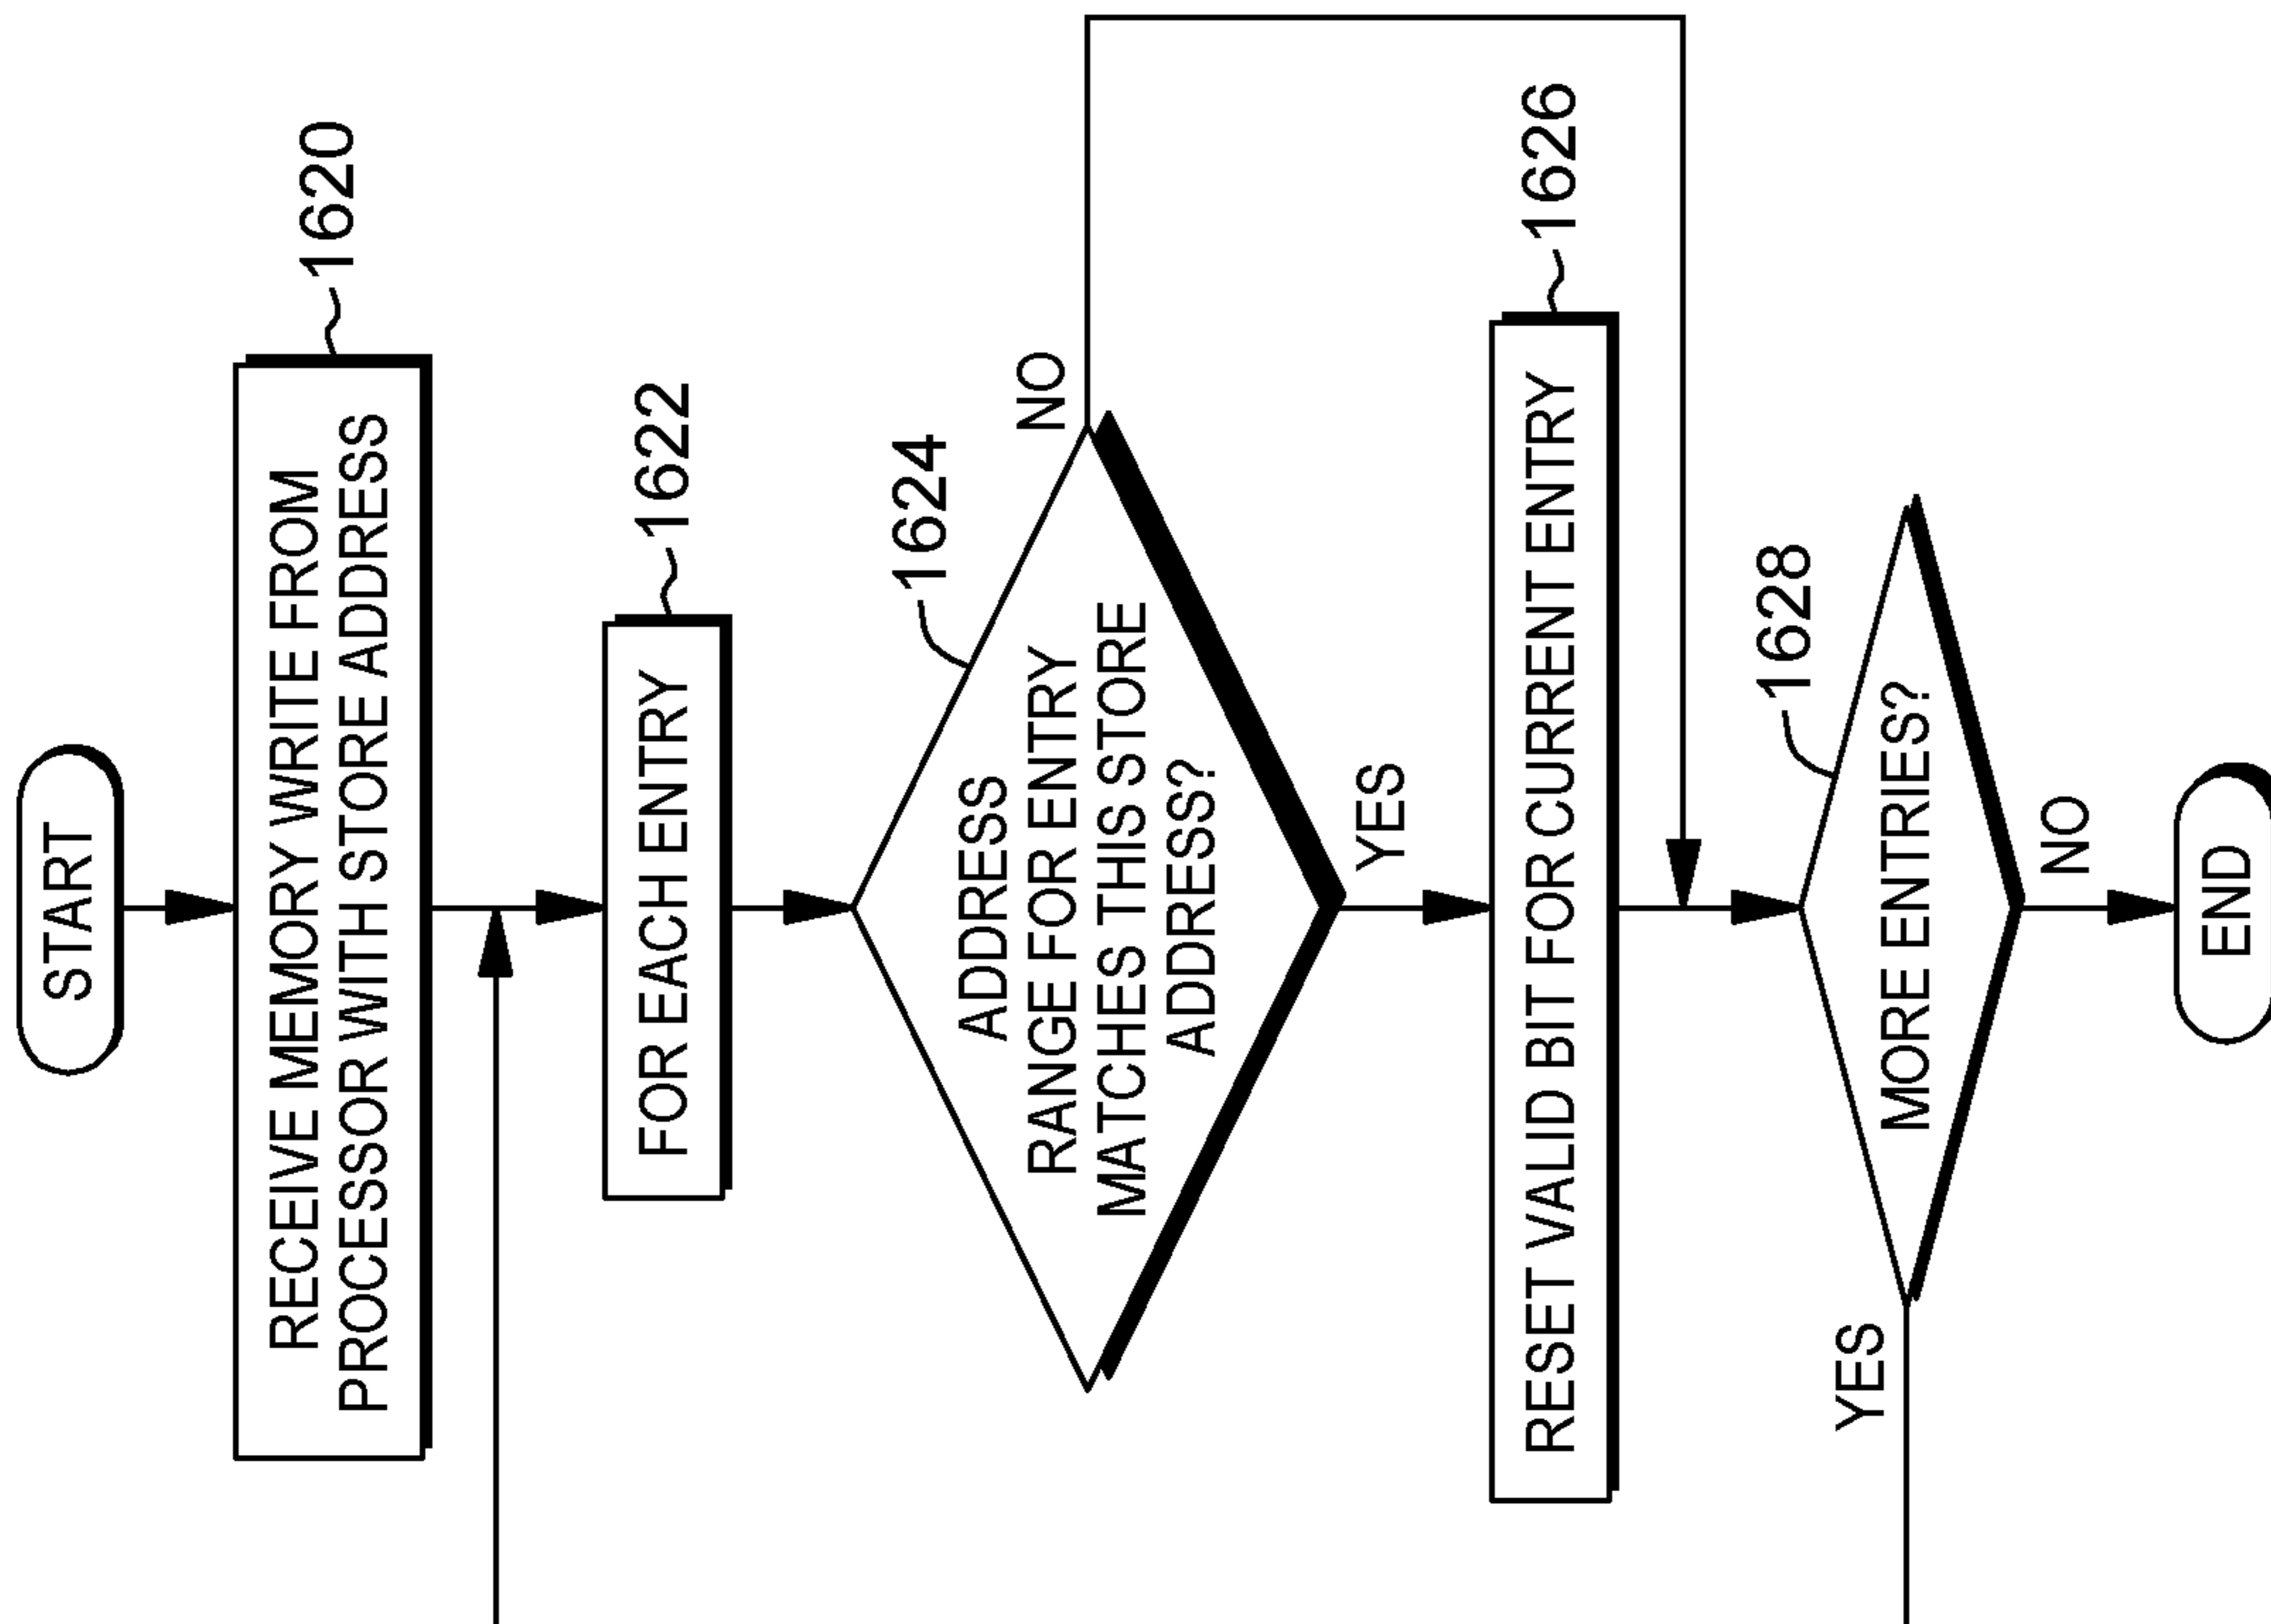 START
RECEIVE MEMORY WRITE FROM
PROCESSOR WITH STORE ADDRESS
1620
FOR EACH ENTRY
1622
1624
ADDRESS
RANGE FOR ENTRY
MATCHES THIS STORE
ADDRESS?
NO
YES
RESET VALID BIT FOR CURRENT ENTRY
1626
1628
MORE ENTRIES?
YES
NO
END